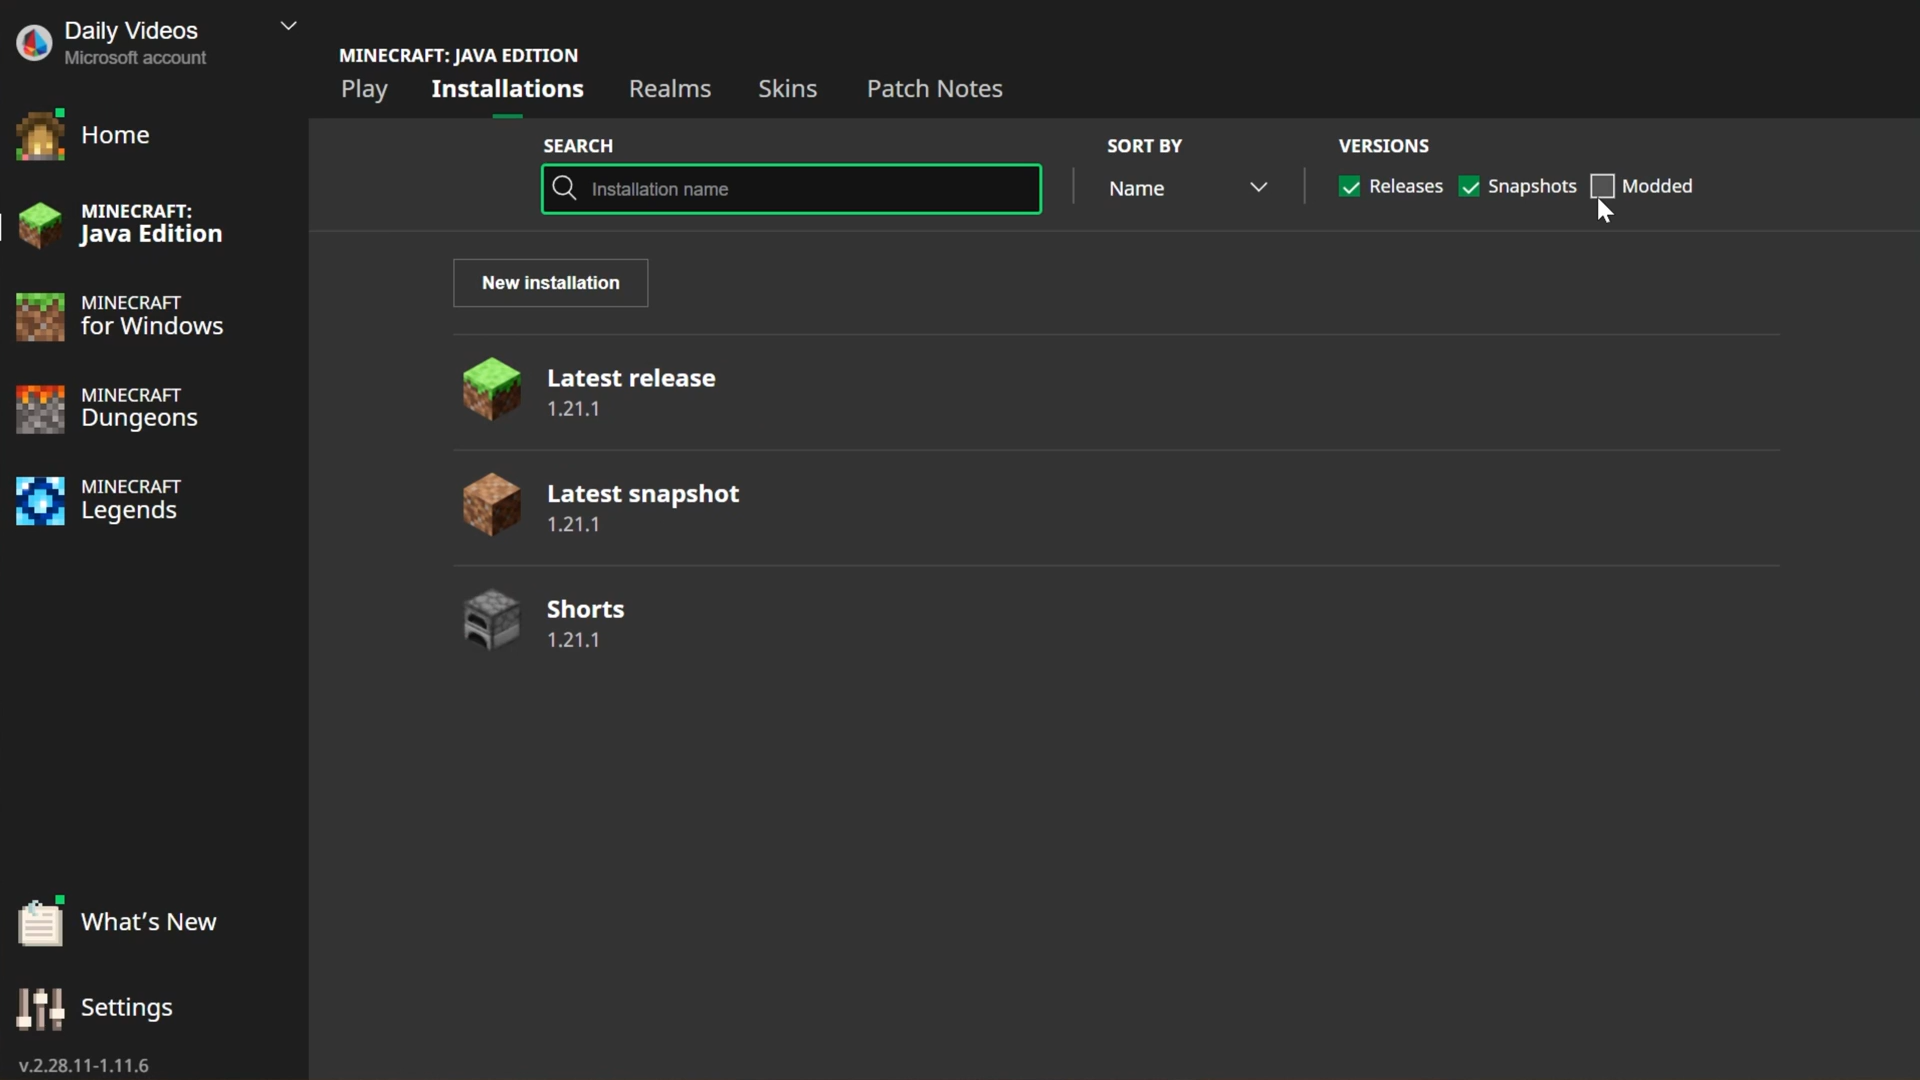 Daily Videos
Microsoft account
Home
MINECRAFT:
Java Edition
MINECRAFT
for Windows
MINECRAFT
Dungeons
MINECRAFT
Legends
What's New
Settings
v.2.28.11-1.11.6
MINECRAFT: JAVA EDITION
Play Installations Realms Skins Patch Notes
SEARCH SORT BY VERSIONS
Installation name Name Releases Snapshots Modded
New installation
Latest release
1.21.1
Latest snapshot
1.21.1
Shorts
1.21.1